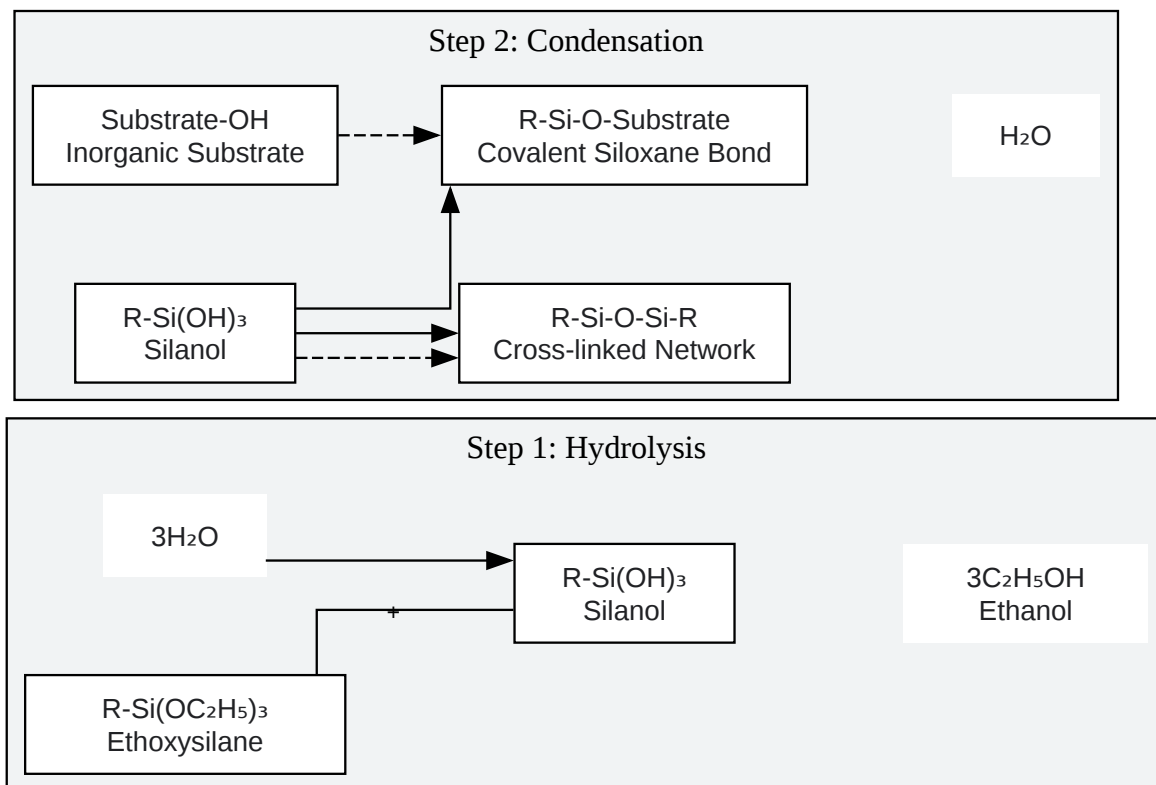 Step 2: Condensation
Substrate-OH
Inorganic Substrate
R-Si-O-Substrate
Covalent Siloxane Bond
H₂O
R-Si(OH)₃
Silanol
R-Si-O-Si-R
Cross-linked Network
Step 1: Hydrolysis
3H₂O
R-Si(OH)₃
Silanol
3C₂H₅OH
Ethanol
+
R-Si(OC₂H₅)₃
Ethoxysilane